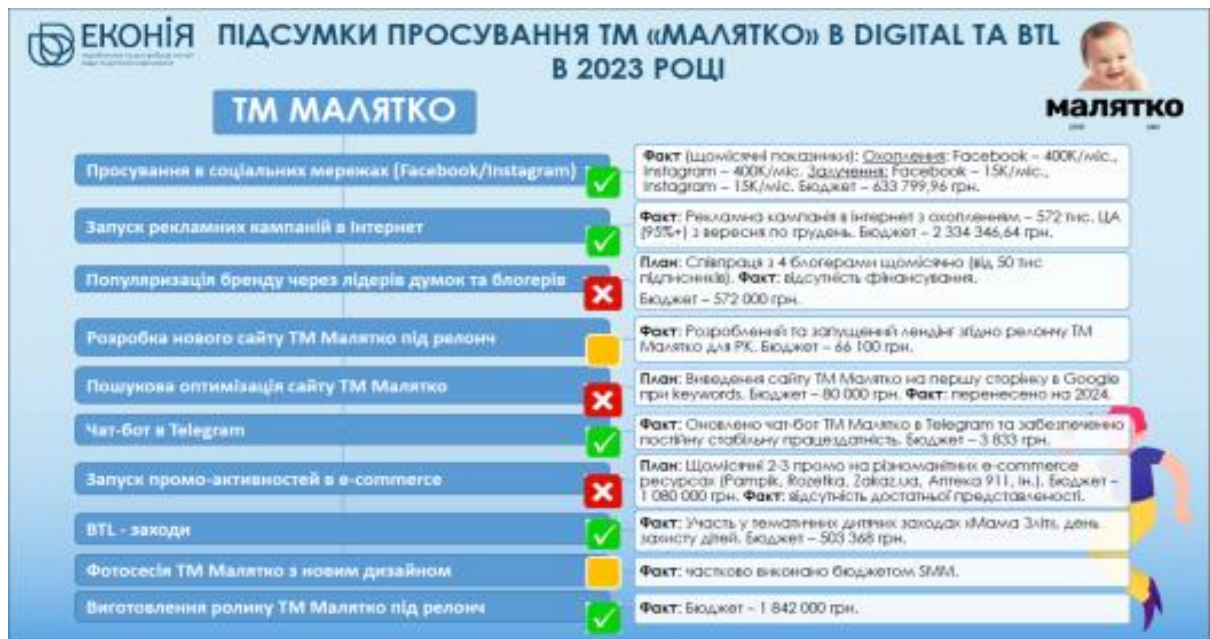 ЕКОНІЯ
ПІДСУМКИ ПРОСУВАННЯ ТМ «МАЛЯТКО» В DIGITAL ТА BTL
В 2023 РОЦІ
малятко
ТМ МАЛЯТКО
Просування в соціальних мережах (Facebook/Instagram)
Факт (щомісячні показники): Охоплення: Facebook – 400К/міс.,
Instagram – 400К/міс. Залучення: Facebook – 15К/міс.,
Instagram – 15К/міс. Бюджет – 633 799,96 грн.
Запуск рекламних кампаній в Інтернет
Факт: Рекламна кампанія в інтернет з охопленням – 572 тис. ЦА
(95%+) з вересня по грудень. Бюджет – 2 334 346,64 грн.
Популяризація бренду через лідерів думок та блогерів
План: Співпраця з 4 блогерами щомісячно (від 50 тис
підписників). Факт: відсутність фінансування.
Бюджет – 572 000 грн.
Розробка нового сайту ТМ Малятко під релонч
Факт: Розроблений та запущений лендінг згідно релончу ТМ
Малятко для РК. Бюджет – 66 100 грн.
Пошукова оптимізація сайту ТМ Малятко
План: Виведення сайту ТМ Малятко на першу сторінку в Google
при keywords. Бюджет – 80 000 грн. Факт: перенесено на 2024.
Чат-бот в Telegram
Факт: Оновлено чат-бот ТМ Малятко в Telegram та забезпеченно
постійну стабільну працездатність. Бюджет – 3 833 грн.
Запуск промо-активностей в e-commerce
План: Щомісячні 2-3 промо на різноманітних e-commerce
ресурсах (Pampik, Rozetka, Zakaz.ua, Аптека 911, ін.). Бюджет –
1 080 000 грн. Факт: відсутність достатньої представленості.
BTL - заходи
Факт: Участь у тематичних дитячих заходах «Мама Зліт», день
захисту дітей. Бюджет – 503 368 грн.
Фотосесія ТМ Малятко з новим дизайном
Факт: частково виконано бюджетом SMM.
Виготовлення ролику ТМ Малятко під релонч
Факт: Бюджет – 1 842 000 грн.